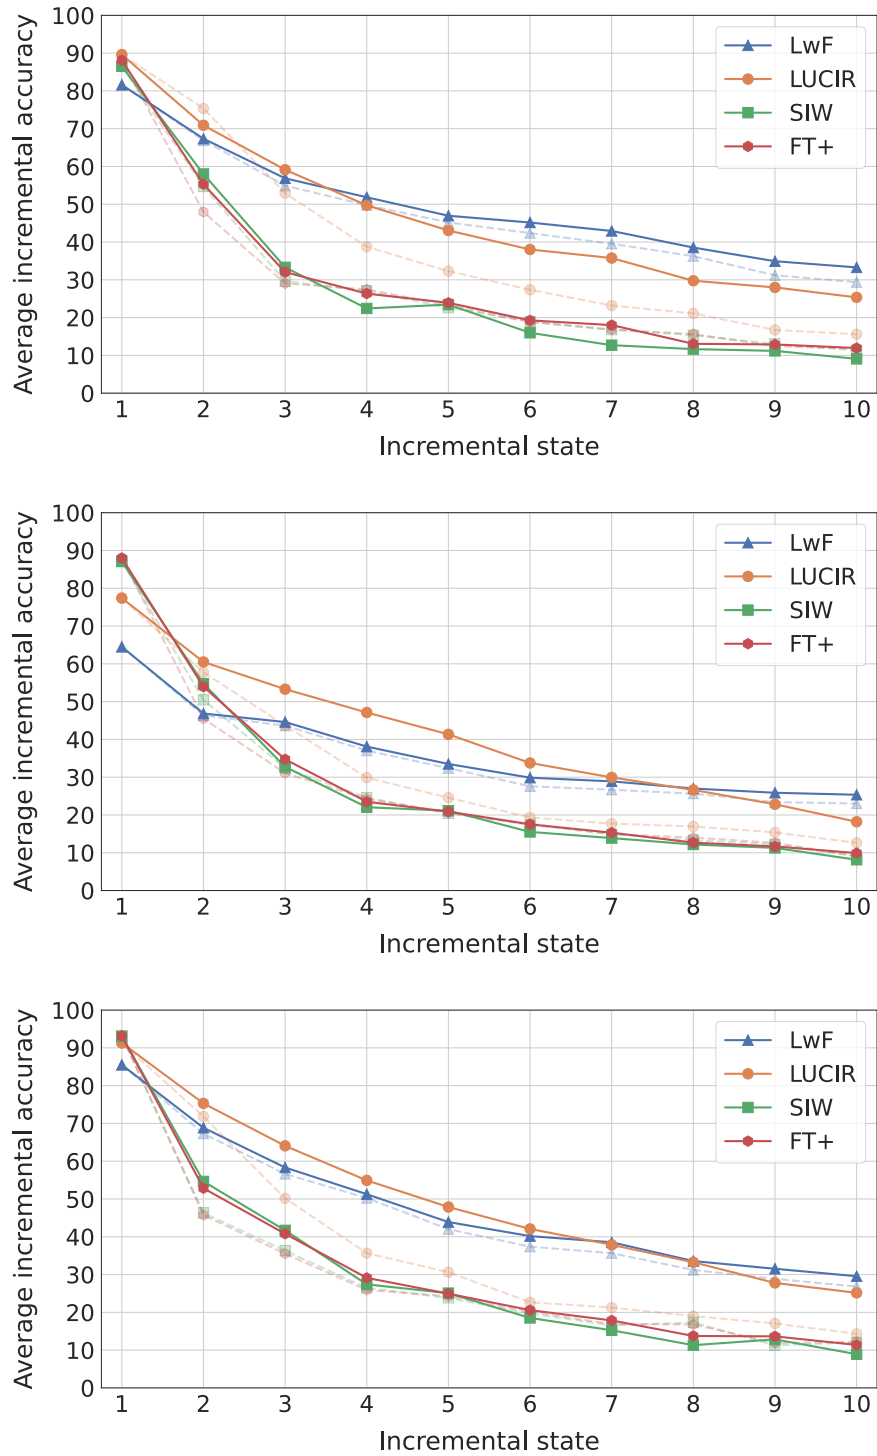 100
90
80
70
60
50
40
30
20
10
0
Average incremental accuracy
LwF
LUCIR
SIW
FT+
1 2 3 4 5 6 7 8 9 10
Incremental state
100
90
80
70
60
50
40
30
20
10
0
Average incremental accuracy
LwF
LUCIR
SIW
FT+
1 2 3 4 5 6 7 8 9 10
Incremental state
100
90
80
70
60
50
40
30
20
10
0
Average incremental accuracy
LwF
LUCIR
SIW
FT+
1 2 3 4 5 6 7 8 9 10
Incremental state